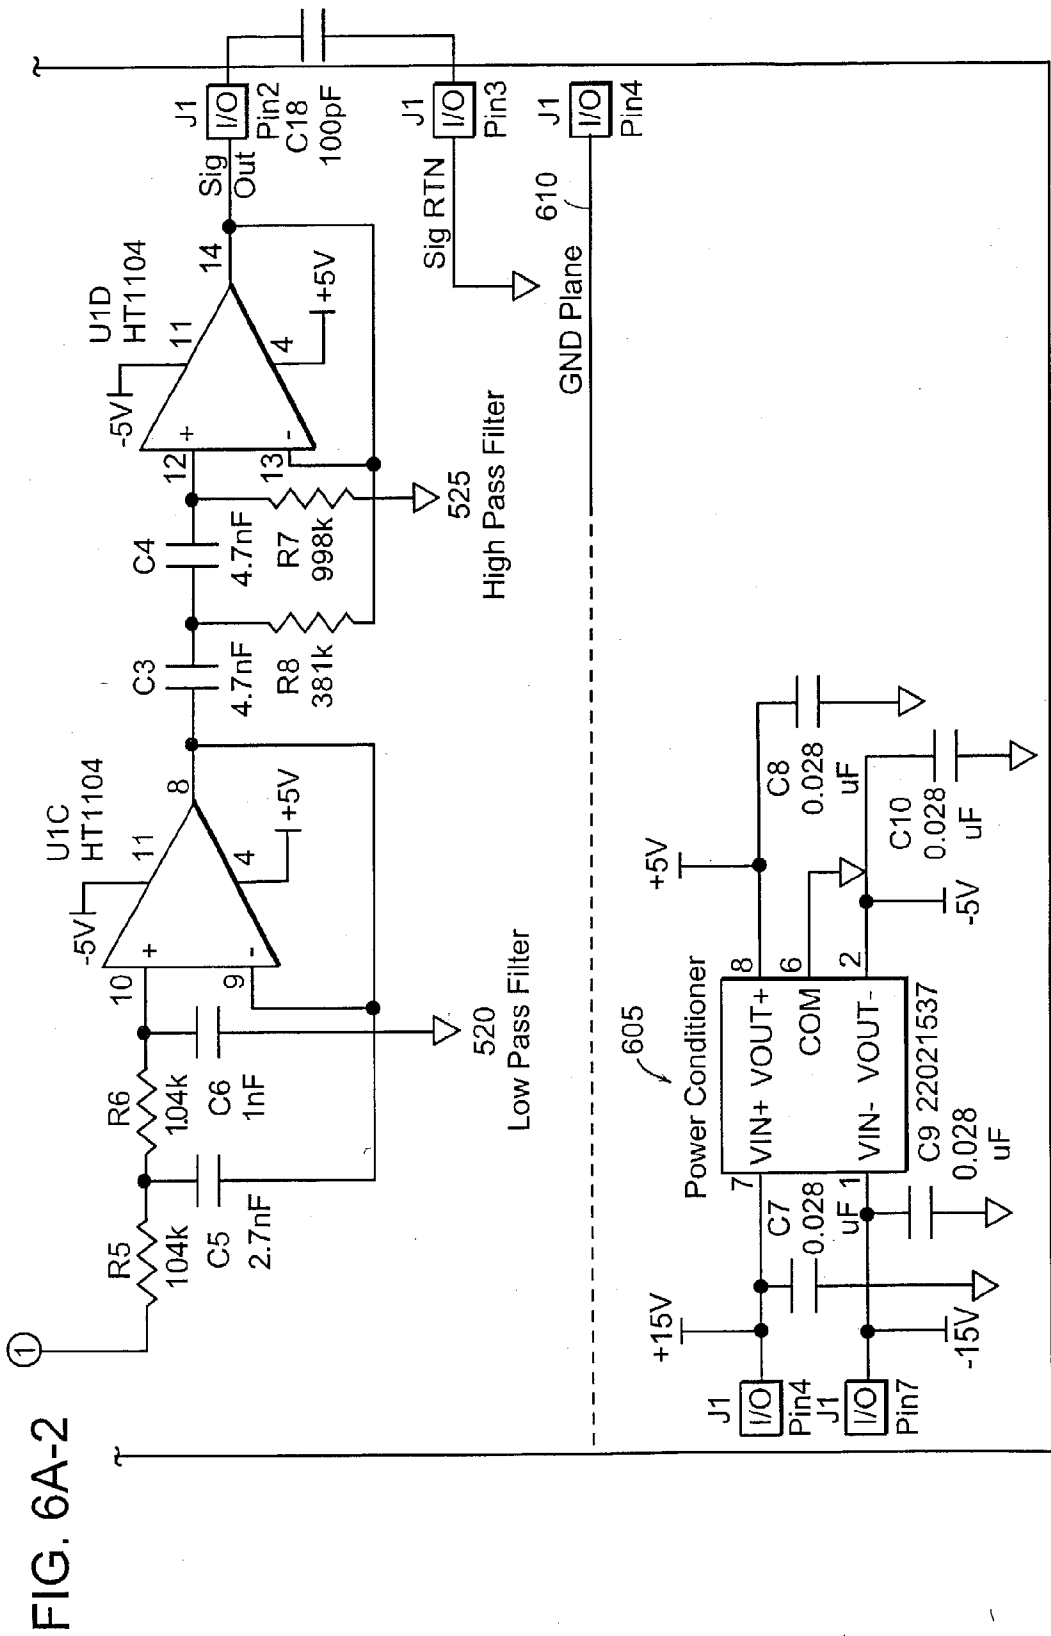 FIG. 6A-2
1
R5
104k
C5
2.7nF
R6
104k
C6
1nF
10
9
+
-
-5V
11
U1C
HT1104
4
+5V
8
520
Low Pass Filter
C3
4.7nF
R8
381k
C4
4.7nF
R7
998k
12
13
+
-
-5V
11
U1D
HT1104
4
+5V
14
525
High Pass Filter
Sig
Out
J1
I/O
Pin2
C18
100pF
Sig RTN
J1
I/O
Pin3
GND Plane
610
J1
I/O
Pin4
+15V
J1
I/O
Pin4
J1
I/O
Pin7
-15V
C7
0.028
uF
7
1
Power Conditioner
605
VIN+ VOUT+
COM
VIN- VOUT-
C9 22021537
0.028
uF
8
6
2
+5V
-5V
C8
0.028
uF
C10
0.028
uF